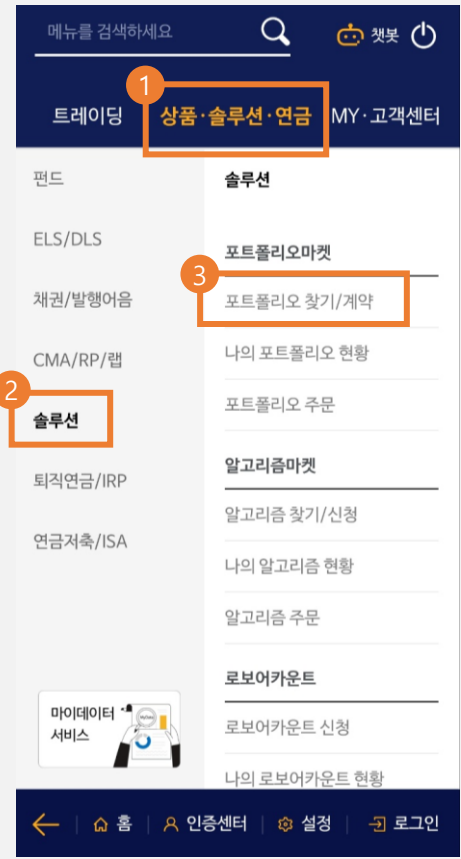 메뉴를 검색하세요
챗봇
1
트레이딩
상품·솔루션·연금
MY·고객센터
펀드
ELS/DLS
채권/발행어음
CMA/RP/랩
2
솔루션
퇴직연금/IRP
연금저축/ISA
마이데이터
서비스
솔루션
포트폴리오마켓
3
포트폴리오 찾기/계약
나의 포트폴리오 현황
포트폴리오 주문
알고리즘마켓
알고리즘 찾기/신청
나의 알고리즘 현황
알고리즘 주문
로보어카운트
로보어카운트 신청
나의 로보어카운트 현황
홈
인증센터
설정
로그인